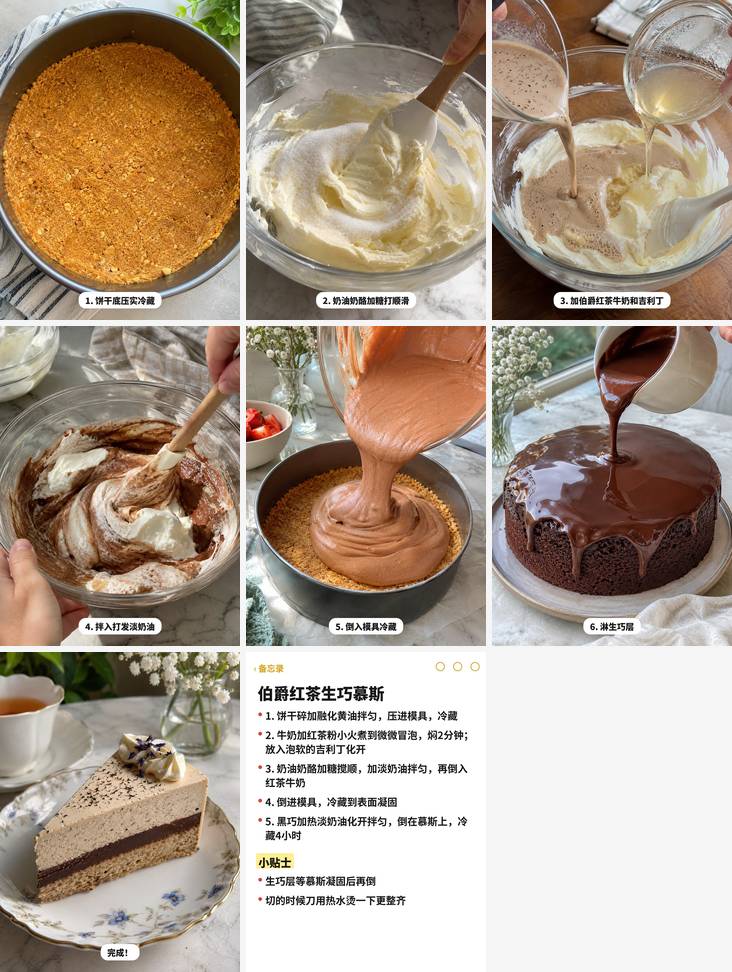 1. 饼干底压实冷藏
2. 奶油奶酪加糖打顺滑
3. 加伯爵红茶牛奶和吉利丁
4. 拌入打发淡奶油
5. 倒入模具冷藏
6. 淋生巧层
完成！
‹ 备忘录
伯爵红茶生巧慕斯
• 1. 饼干碎加融化黄油拌匀，压进模具，冷藏
• 2. 牛奶加红茶粉小火煮到微微冒泡，焖2分钟；
放入泡软的吉利丁化开
• 3. 奶油奶酪加糖搅顺，加淡奶油拌匀，再倒入
红茶牛奶
• 4. 倒进模具，冷藏到表面凝固
• 5. 黑巧加热淡奶油化开拌匀，倒在慕斯上，冷
藏4小时
小贴士
• 生巧层等慕斯凝固后再倒
• 切的时候刀用热水烫一下更整齐